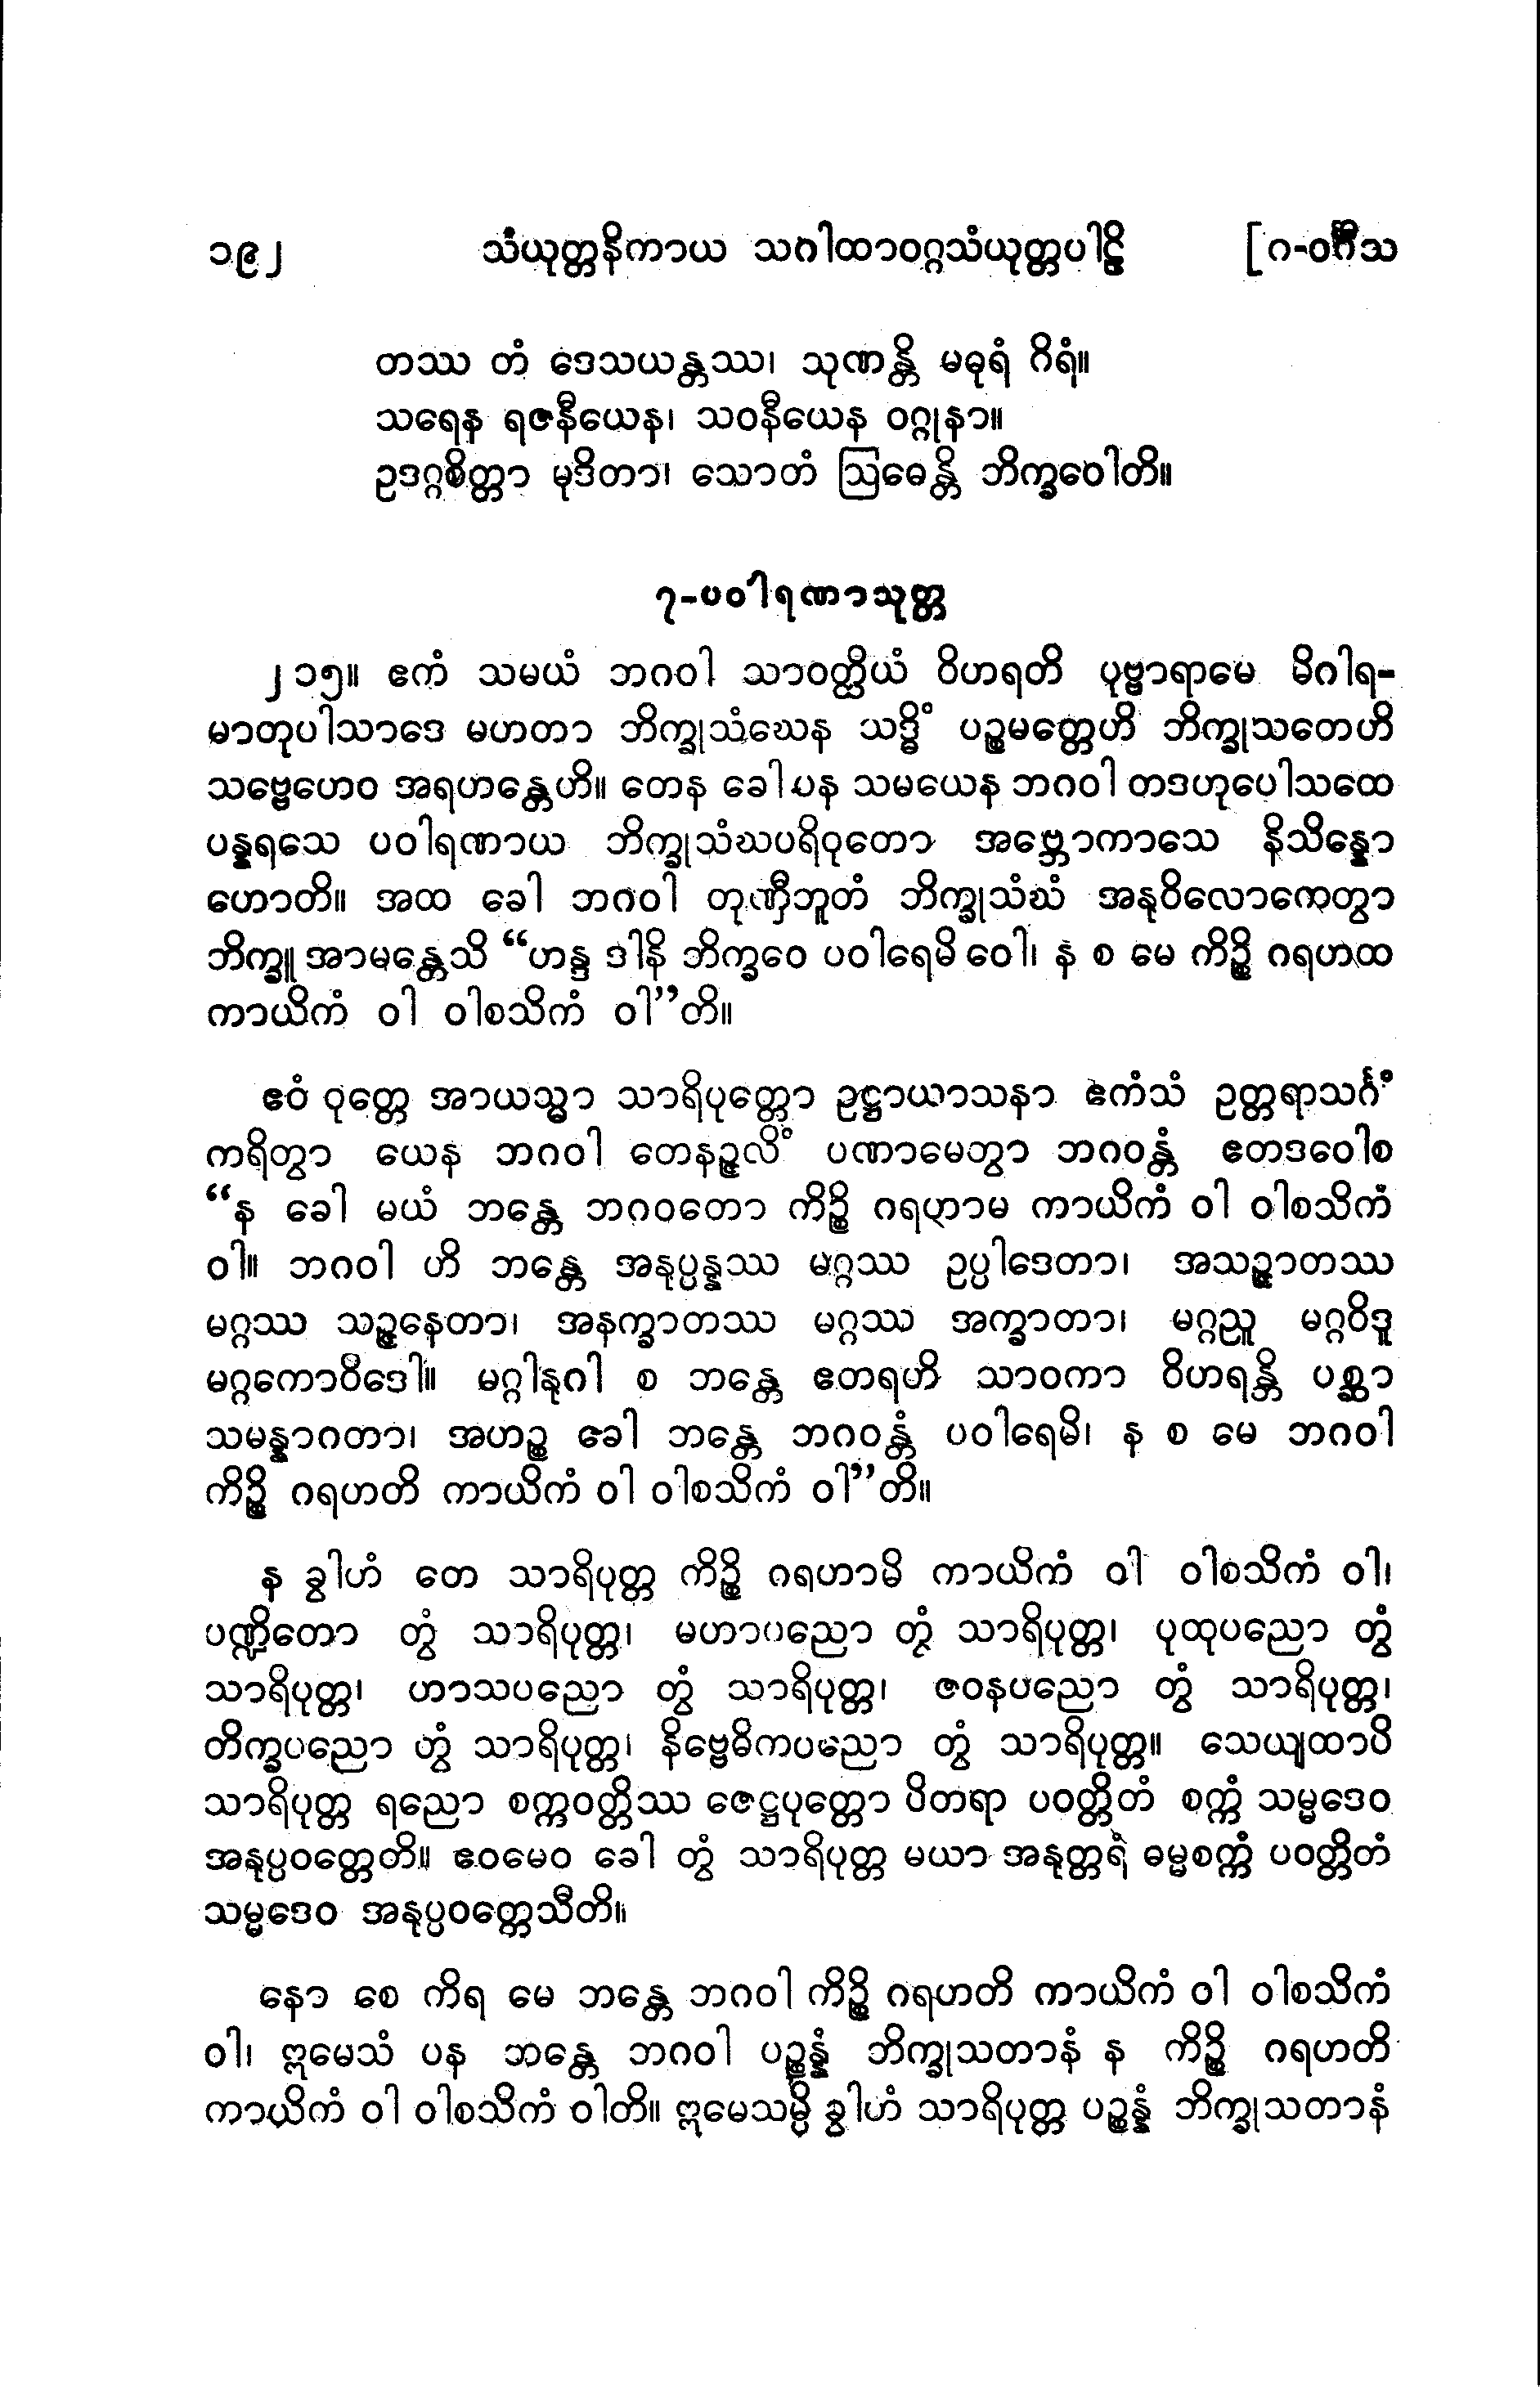 ၁၉၂ သံယုတ္တနိကာယ သဂါထာဝဂ္ဂသံယုတ္တပါဠိ [ဂ-ဝင်္ဂီသ
တဿ တံ ဒေသယန္တဿ၊ သုဏန္တိ မဓုရံ ဂိရံ။
သရေန ရဇနီယေန၊ သဝနီယေန ဝဂ္ဂုနာ။
ဥဒဂ္ဂစိတ္တာ မုဒိတာ၊ သောတံ ဩဓေန္တိ ဘိက္ခဝေါတိ။
၇-ပဝါရဏာသုတ္တ
၂၁၅။ ဧကံ သမယံ ဘဂဝါ သာဝတ္ထိယံ ဝိဟရတိ ပုဗ္ဗာရာမေ မိဂါရ-
မာတုပါသာဒေ မဟတာ ဘိက္ခုသံဃေန သဒ္ဓိံ ပဉ္စမတ္တေဟိ ဘိက္ခုသတေဟိ
သဗ္ဗေဟေဝ အရဟန္တေဟိ။ တေန ခေါ ပန သမယေန ဘဂဝါ တဒဟုပေါသထေ
ပန္နရသေ ပဝါရဏာယ ဘိက္ခုသံဃပရိဝုတော အဗ္ဘောကာသေ နိသိန္နော
ဟောတိ။ အထ ခေါ ဘဂဝါ တုဏှီဘူတံ ဘိက္ခုသံဃံ အနုဝိလောကေတွာ
ဘိက္ခူ အာမန္တေသိ “ဟန္ဒ ဒါနိ ဘိက္ခဝေ ပဝါရေမိ ဝေါ၊ န စ မေ ကိဉ္စိ ဂရဟထ
ကာယိကံ ဝါ ဝါစသိကံ ဝါ”တိ။
ဧဝံ ဝုတ္တေ အာယသ္မာ သာရိပုတ္တော ဥဋ္ဌာယာသနာ ဧကံသံ ဥတ္တရာသင်္ဂံ
ကရိတွာ ယေန ဘဂဝါ တေနဉ္ဇလိံ ပဏာမေတွာ ဘဂဝန္တံ ဧတဒဝေါစ
“န ခေါ မယံ ဘန္တေ ဘဂဝတော ကိဉ္စိ ဂရဟာမ ကာယိကံ ဝါ ဝါစသိကံ
ဝါ။ ဘဂဝါ ဟိ ဘန္တေ အနုပ္ပန္နဿ မဂ္ဂဿ ဥပ္ပါဒေတာ၊ အသဉ္ဇာတဿ
မဂ္ဂဿ သဉ္ဇနေတာ၊ အနက္ခာတဿ မဂ္ဂဿ အက္ခာတာ၊ မဂ္ဂညူ မဂ္ဂဝိဒူ
မဂ္ဂကောဝိဒေါ။ မဂ္ဂါနုဂါ စ ဘန္တေ ဧတရဟိ သာဝကာ ဝိဟရန္တိ ပစ္ဆာ
သမန္နာဂတာ၊ အဟဉ္စ ခေါ ဘန္တေ ဘဂဝန္တံ ပဝါရေမိ၊ န စ မေ ဘဂဝါ
ကိဉ္စိ ဂရဟတိ ကာယိကံ ဝါ ဝါစသိကံ ဝါ”တိ။
န ခွါဟံ တေ သာရိပုတ္တ ကိဉ္စိ ဂရဟာမိ ကာယိကံ ဝါ ဝါစသိကံ ဝါ၊
ပဏ္ဍိတော တွံ သာရိပုတ္တ၊ မဟာပညော တွံ သာရိပုတ္တ၊ ပုထုပညော တွံ
သာရိပုတ္တ၊ ဟာသပညော တွံ သာရိပုတ္တ၊ ဇဝနပညော တွံ သာရိပုတ္တ၊
တိက္ခပညော တွံ သာရိပုတ္တ၊ နိဗ္ဗေဓိကပညော တွံ သာရိပုတ္တ။ သေယျထာပိ
သာရိပုတ္တ ရညော စက္ကဝတ္တိဿ ဇေဋ္ဌပုတ္တော ပိတရာ ပဝတ္တိတံ စက္ကံ သမ္မဒေဝ
အနုပ္ပဝတ္တေတိ။ ဧဝမေဝ ခေါ တွံ သာရိပုတ္တ မယာ အနုတ္တရံ ဓမ္မစက္ကံ ပဝတ္တိတံ
သမ္မဒေဝ အနုပ္ပဝတ္တေသီတိ။
နော စေ ကိရ မေ ဘန္တေ ဘဂဝါ ကိဉ္စိ ဂရဟတိ ကာယိကံ ဝါ ဝါစသိကံ
ဝါ၊ ဣမေသံ ပန ဘန္တေ ဘဂဝါ ပဉ္စန္နံ ဘိက္ခုသတာနံ န ကိဉ္စိ ဂရဟတိ
ကာယိကံ ဝါ ဝါစသိကံ ဝါတိ။ ဣမေသမ္ပိ ခွါဟံ သာရိပုတ္တ ပဉ္စန္နံ ဘိက္ခုသတာနံ